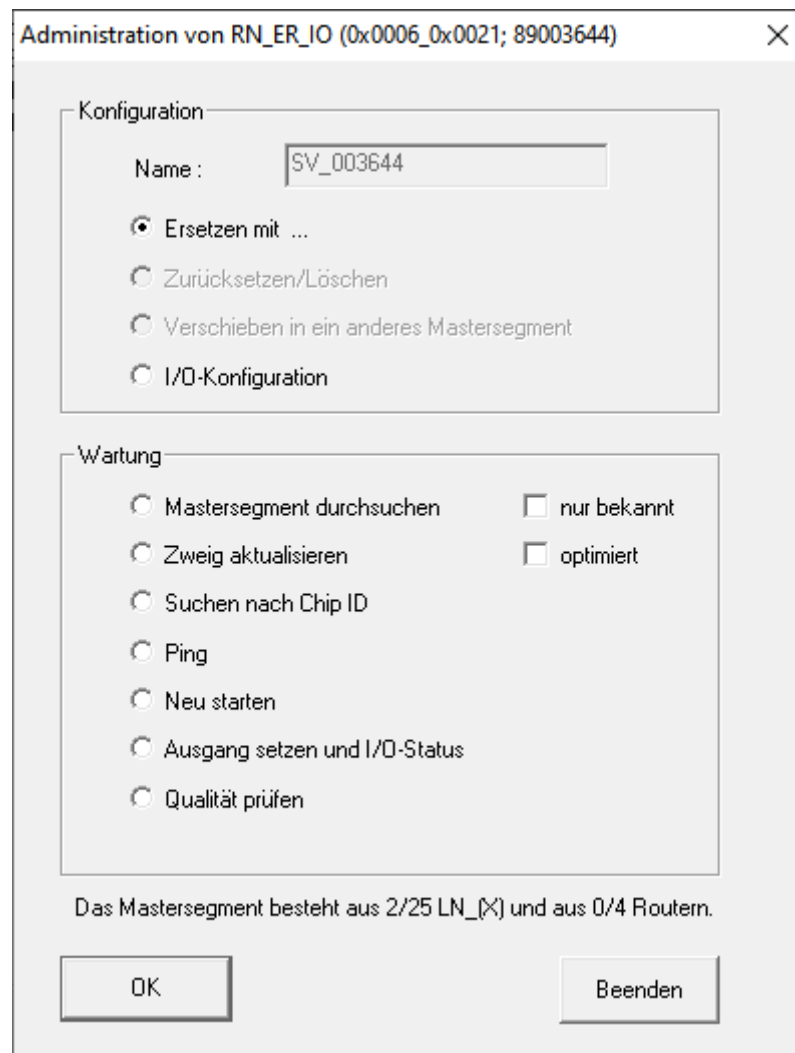 Administration von RN_ER_IO (0x0006_0x0021; 89003644)
Konfiguration
Name : SV_003644
Ersetzen mit ...
Zurücksetzen/Löschen
Verschieben in ein anderes Mastersegment
I/O-Konfiguration
Wartung
Mastersegment durchsuchen nur bekannt
Zweig aktualisieren optimiert
Suchen nach Chip ID
Ping
Neu starten
Ausgang setzen und I/O-Status
Qualität prüfen
Das Mastersegment besteht aus 2/25 LN_(X) und aus 0/4 Routern.
OK Beenden